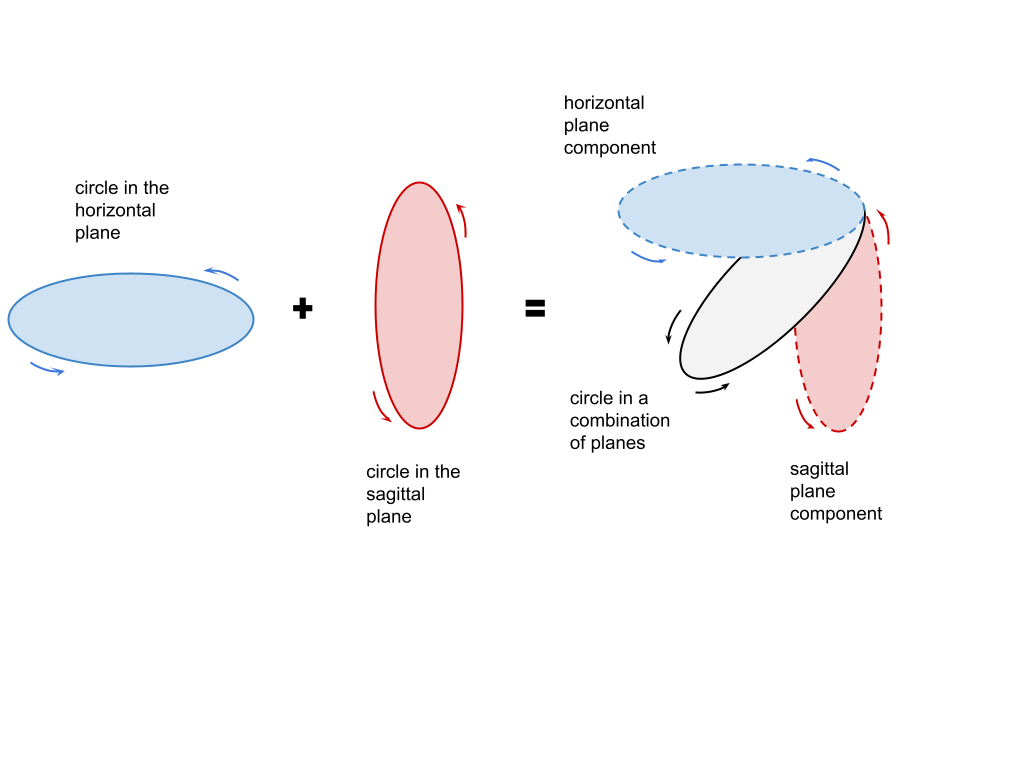 circle in the
horizontal
plane
+
circle in the
sagittal
plane
=
horizontal
plane
component
circle in a
combination
of planes
sagittal
plane
component